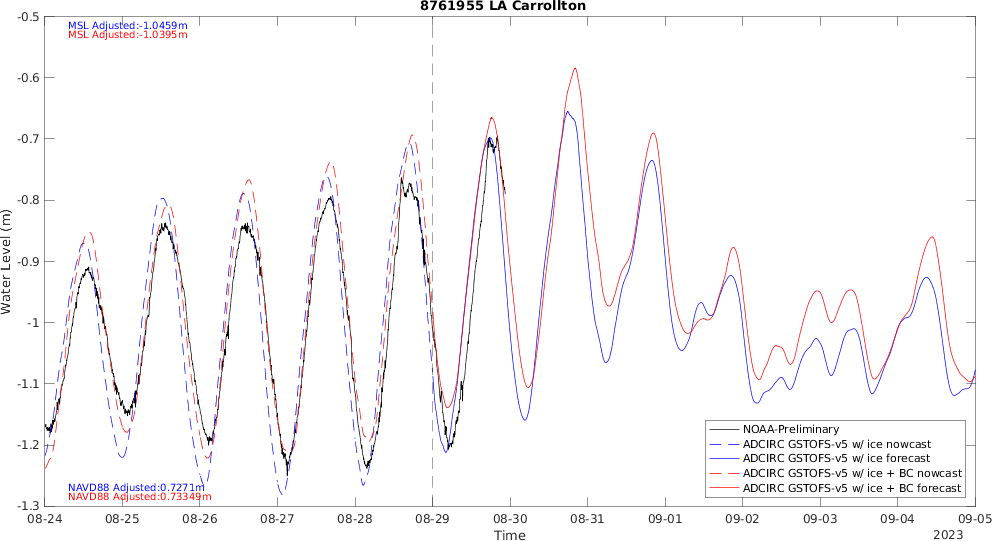 8761955 LA Carrollton
MSL Adjusted:-1.0459m
MSL Adjusted:-1.0395m
-0.5
-0.6
-0.7
-0.8
-0.9
-1
-1.1
-1.2
-1.3
Water Level (m)
NAVD88 Adjusted:0.7271m
NAVD88 Adjusted:0.73349m
NOAA-Preliminary
ADCIRC GSTOFS-v5 w/ ice nowcast
ADCIRC GSTOFS-v5 w/ ice forecast
ADCIRC GSTOFS-v5 w/ ice + BC nowcast
ADCIRC GSTOFS-v5 w/ ice + BC forecast
08-24 08-25 08-26 08-27 08-28 08-29 08-30 08-31 09-01 09-02 09-03 09-04 09-05
Time
2023